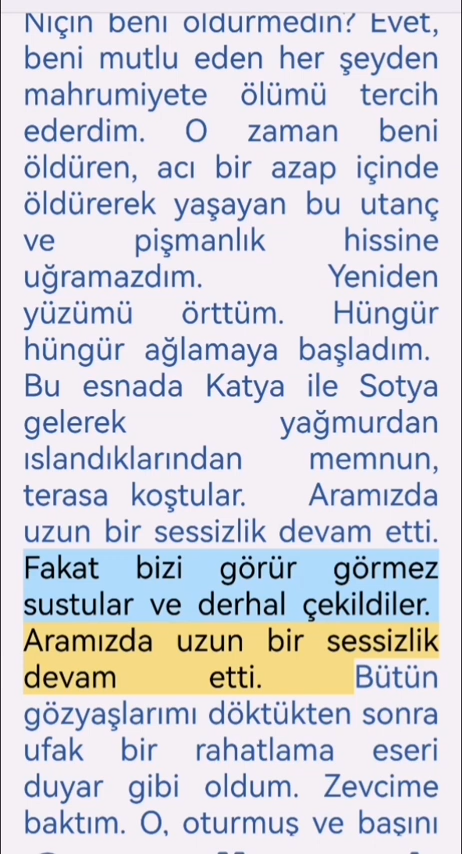 Niçin beni öldürmedin? Evet,
beni mutlu eden her şeyden
mahrumiyete ölümü tercih
ederdim. O zaman beni
öldüren, acı bir azap içinde
öldürerek yaşayan bu utanç
ve pişmanlık hissine
uğramazdım. Yeniden
yüzümü örttüm. Hüngür
hüngür ağlamaya başladım.
Bu esnada Katya ile Sotya
gelerek yağmurdan
ıslandıklarından memnun,
terasa koştular. Aramızda
uzun bir sessizlik devam etti.
Fakat bizi görür görmez
sustular ve derhal çekildiler.
Aramızda uzun bir sessizlik
devam etti. Bütün
gözyaşlarımı döktükten sonra
ufak bir rahatlama eseri
duyar gibi oldum. Zevcime
baktım. O, oturmuş ve başını